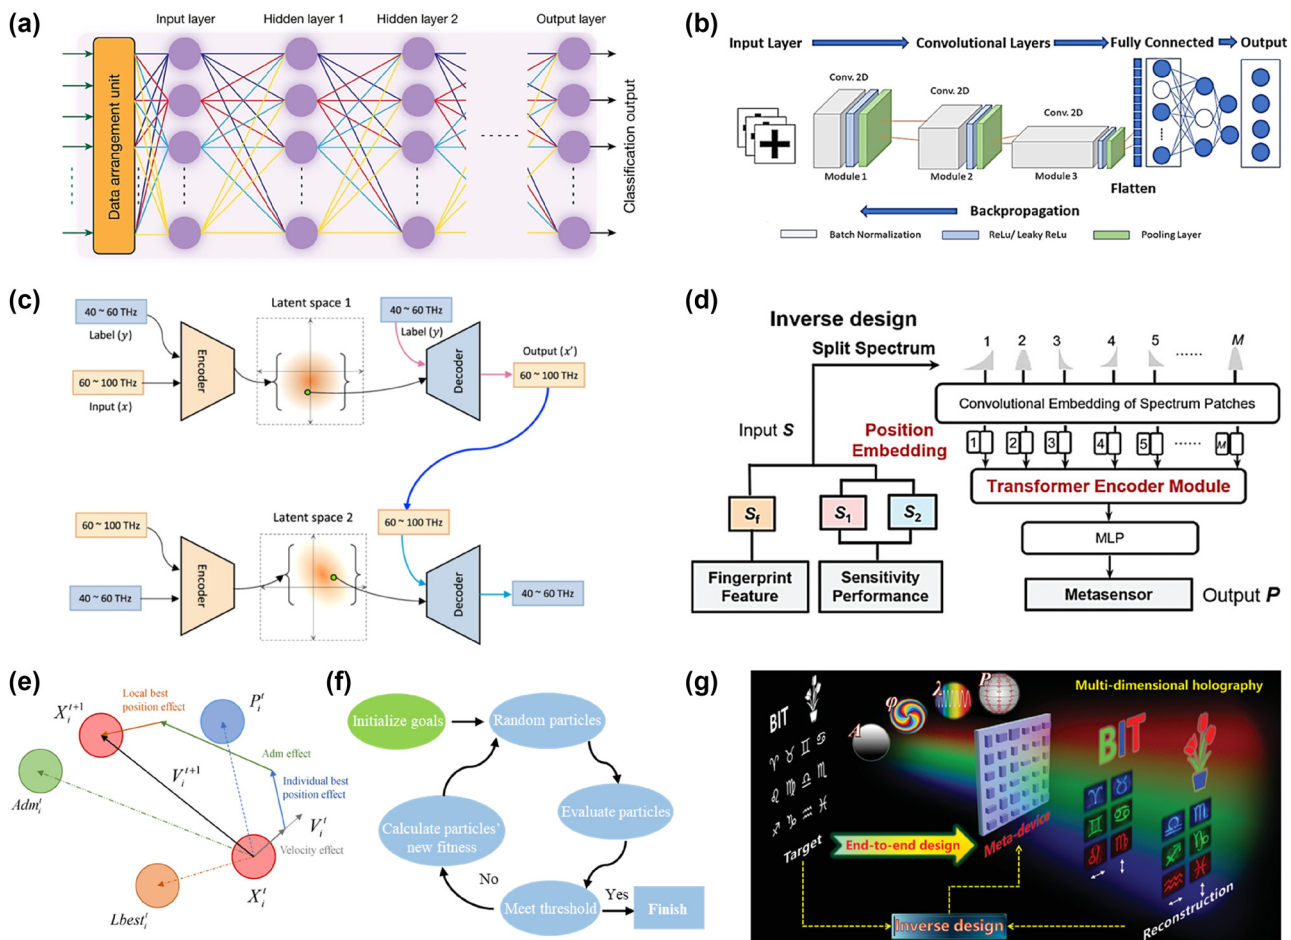 (a)
Input layer Hidden layer 1 Hidden layer 2 Output layer
Data arrangement unit
Classification output
(b)
Input Layer Convolutional Layers Fully Connected Output
Conv. 2D
Conv. 2D
Conv. 2D
Module 1
Module 2
Module 3
Flatten
Backpropagation
Batch Normalization ReLu/ Leaky ReLu Pooling Layer
(c)
40 ~ 60 THz
Label (y)
60 ~ 100 THz
Input (x)
Encoder
Latent space 1
40 ~ 60 THz
Label (y)
Decoder
Output (x')
60 ~ 100 THz
60 ~ 100 THz
40 ~ 60 THz
Encoder
Latent space 2
60 ~ 100 THz
Decoder
40 ~ 60 THz
(d)
Inverse design
Split Spectrum
1 2 3 4 5 ...... M
Convolutional Embedding of Spectrum Patches
Input S
Position
Embedding
1 2 3 4 5 ...... M
Transformer Encoder Module
Sf S1 S2
MLP
Fingerprint
Feature
Sensitivity
Performance
Metasensor
Output P
(e)
Local best
position effect
X_i^{t+1}
P_i^t
Adm effect
V_i^{t+1}
Individual best
position effect
Adm_i^t
V_i^t
Velocity effect
X_i^t
Lbest_i^t
(f)
Initialize goals
Random particles
Evaluate particles
Calculate particles'
new fitness
No
Meet threshold
Yes
Finish
(g)
Multi-dimensional holography
A φ λ P
BIT
BIT
♈ ♉ ♊ ♋
♌ ♍ ♎ ♏
♐ ♑ ♒ ♓
Target
End-to-end design
Meta-device
♈ ♉
♊ ♋
♌ ♍
♎ ♏
♐ ♑
♒ ♓
Reconstruction
Inverse design